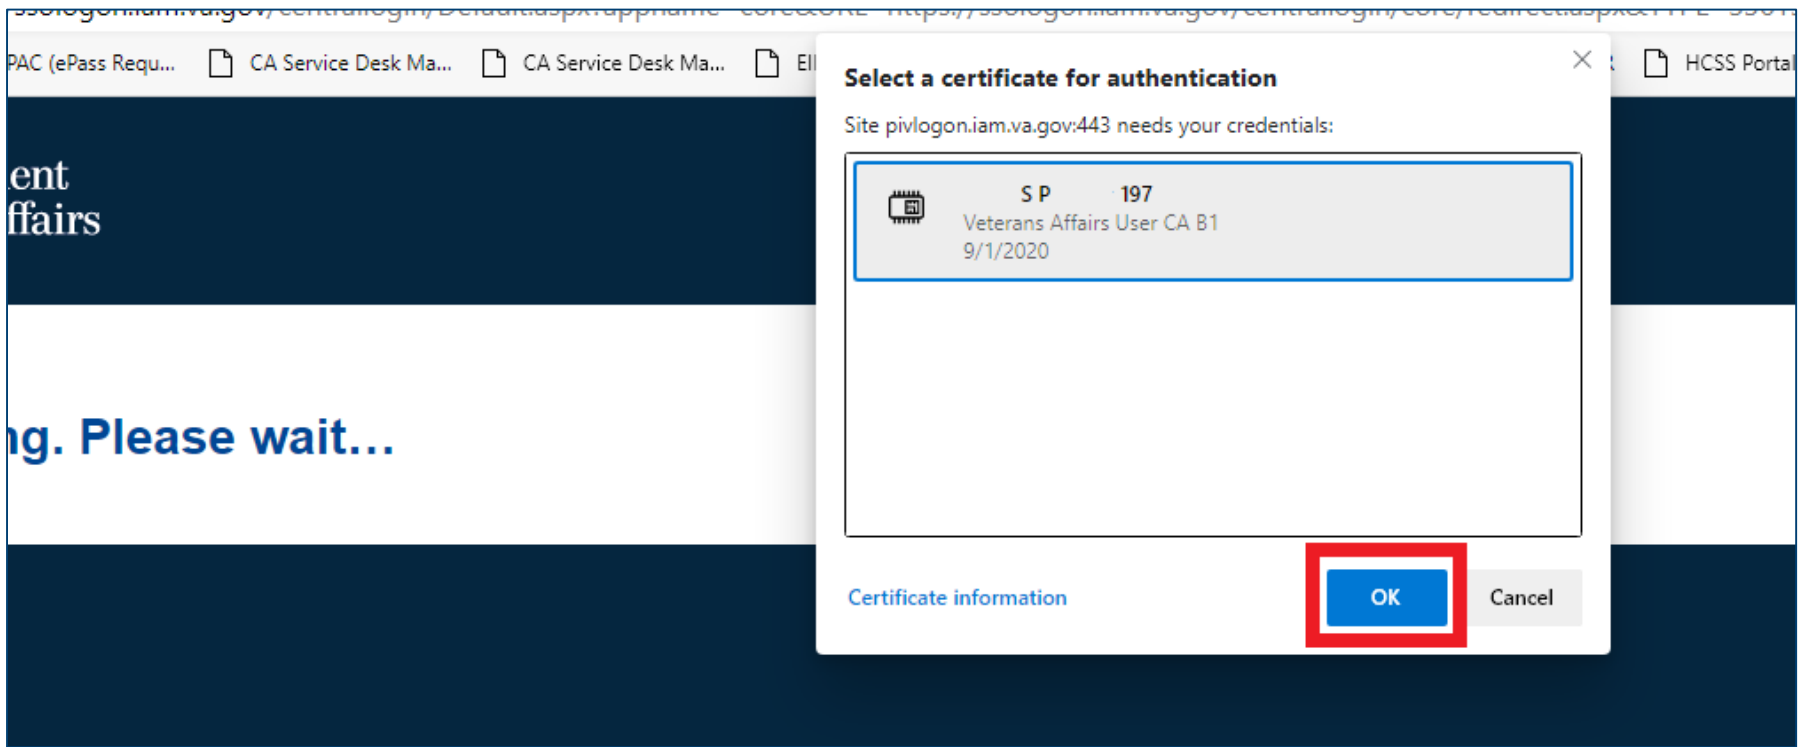 PAC (ePass Requ... CA Service Desk Ma... CA Service Desk Ma... HCSS Portal
ent
ffairs
ng. Please wait...
Select a certificate for authentication
Site pivlogon.iam.va.gov:443 needs your credentials:
S P 197
Veterans Affairs User CA B1
9/1/2020
Certificate information
OK
Cancel